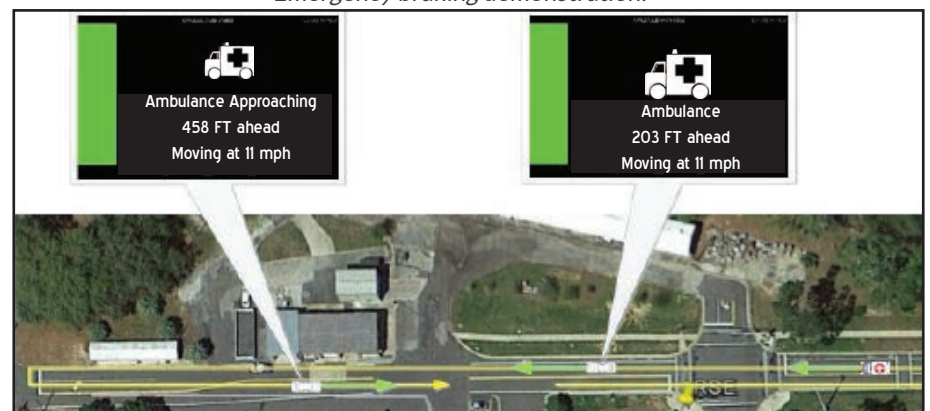 Emergency braking demonstration.
Ambulance Approaching
458 FT ahead
Moving at 11 mph
Ambulance
203 FT ahead
Moving at 11 mph
RSE